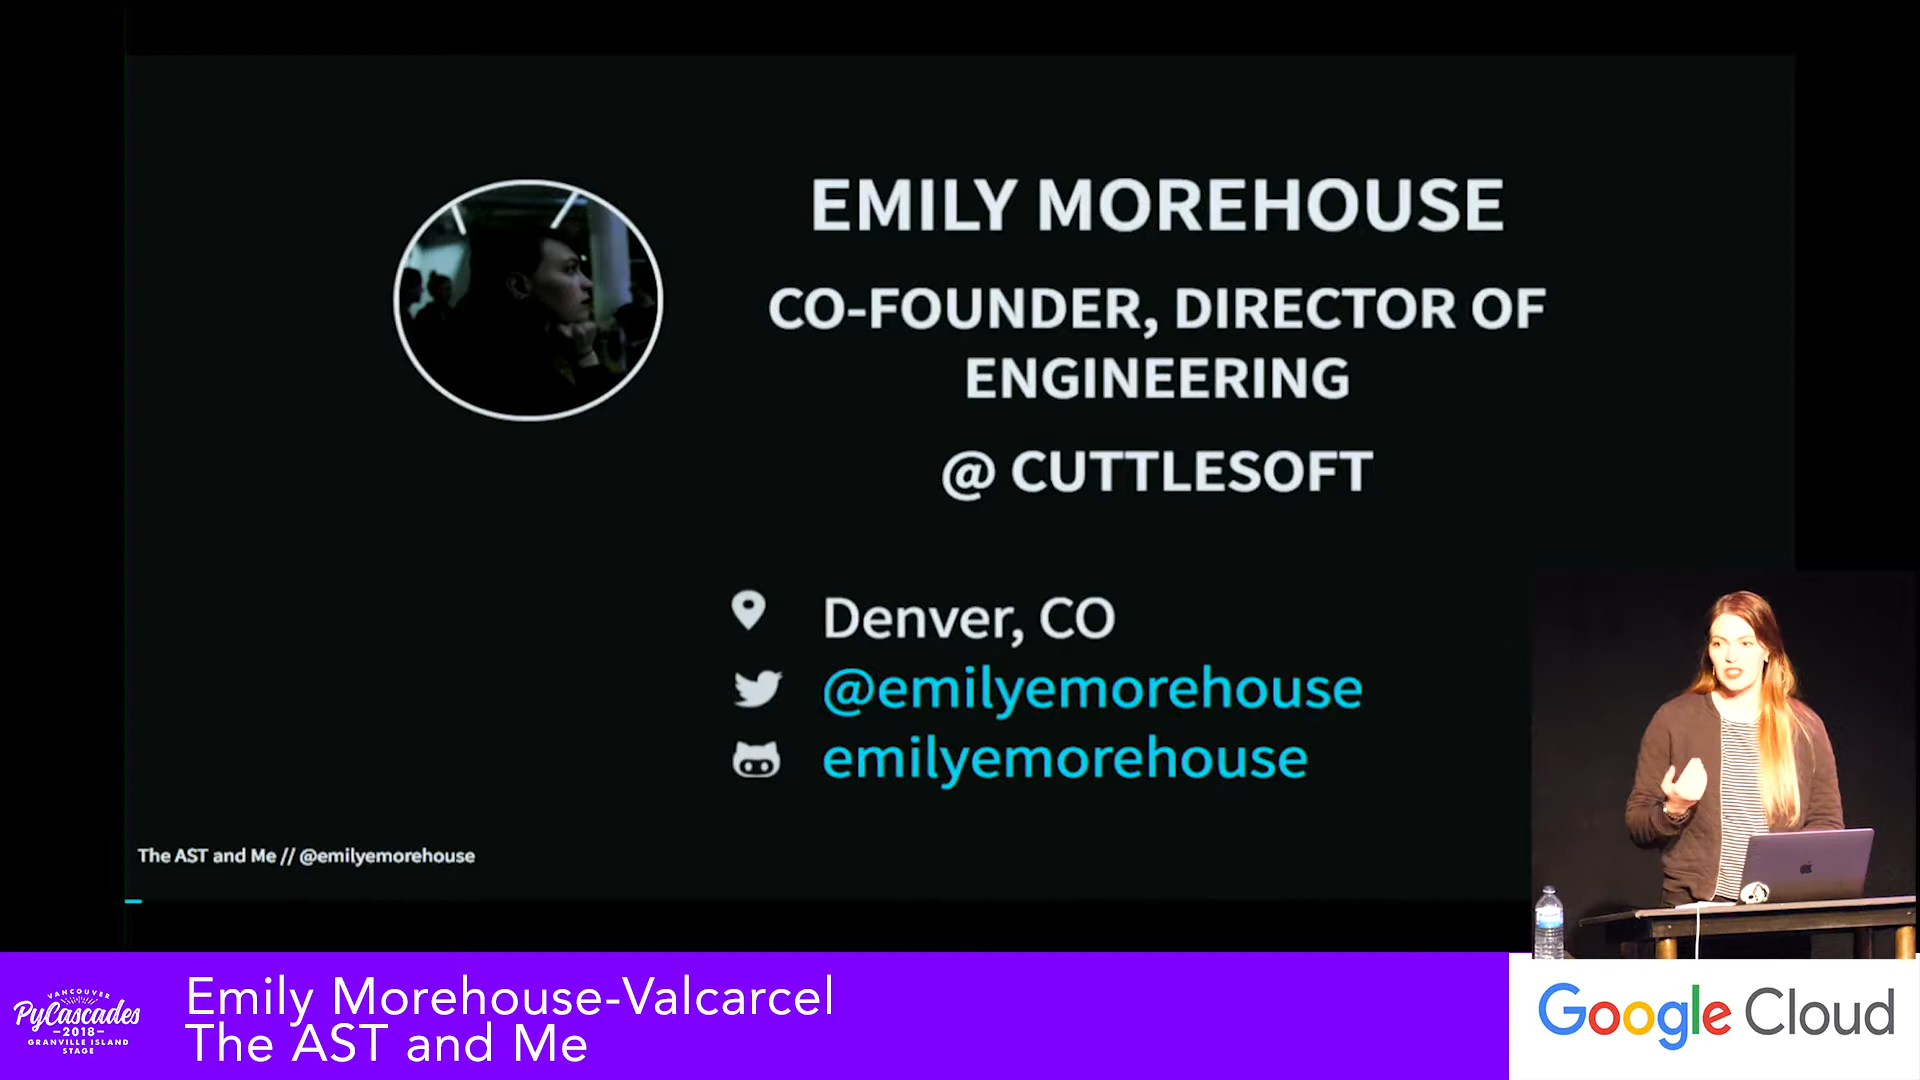 EMILY MOREHOUSE
CO-FOUNDER, DIRECTOR OF
ENGINEERING
@ CUTTLESOFT
Denver, CO
@emilyemorehouse
emilyemorehouse
The AST and Me // @emilyemorehouse
VANCOUVER
PyCascades
2018
GRANVILLE ISLAND
STAGE
Emily Morehouse-Valcarcel
The AST and Me
Google Cloud